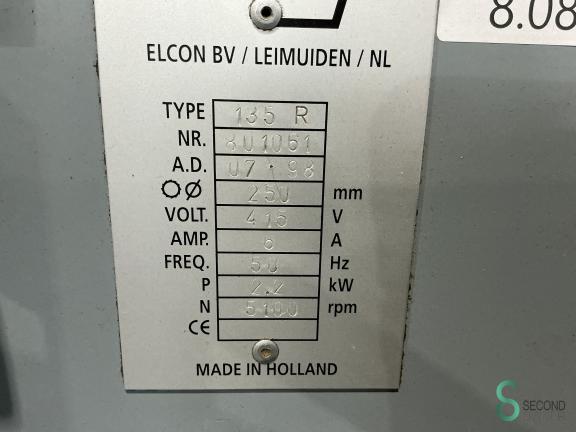 8.08
ELCON BV / LEIMUIDEN / NL
TYPE 135 R
NR. 801051
A.D. 07 . 98
Ø 250 mm
VOLT. 415 V
AMP. 6 A
FREQ. 50 Hz
P 2.2 kW
N 5100 rpm
CE
MADE IN HOLLAND
SECOND